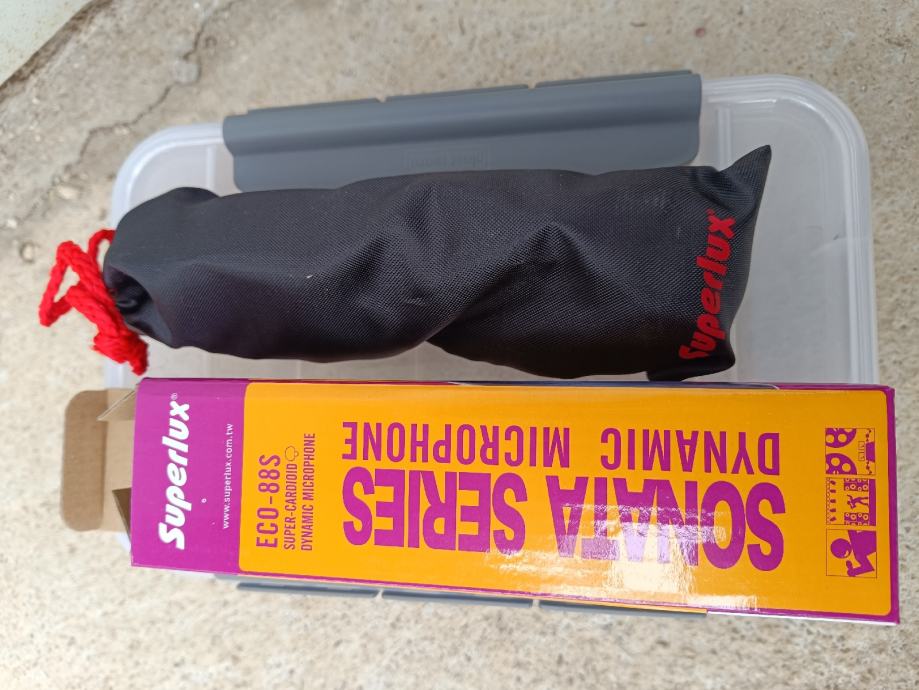 Superlux®
Superlux®
www.superlux.com.tw
ECO-88S
SUPER-CARDIOID
DYNAMIC MICROPHONE
SONATA SERIES
DYNAMIC MICROPHONE